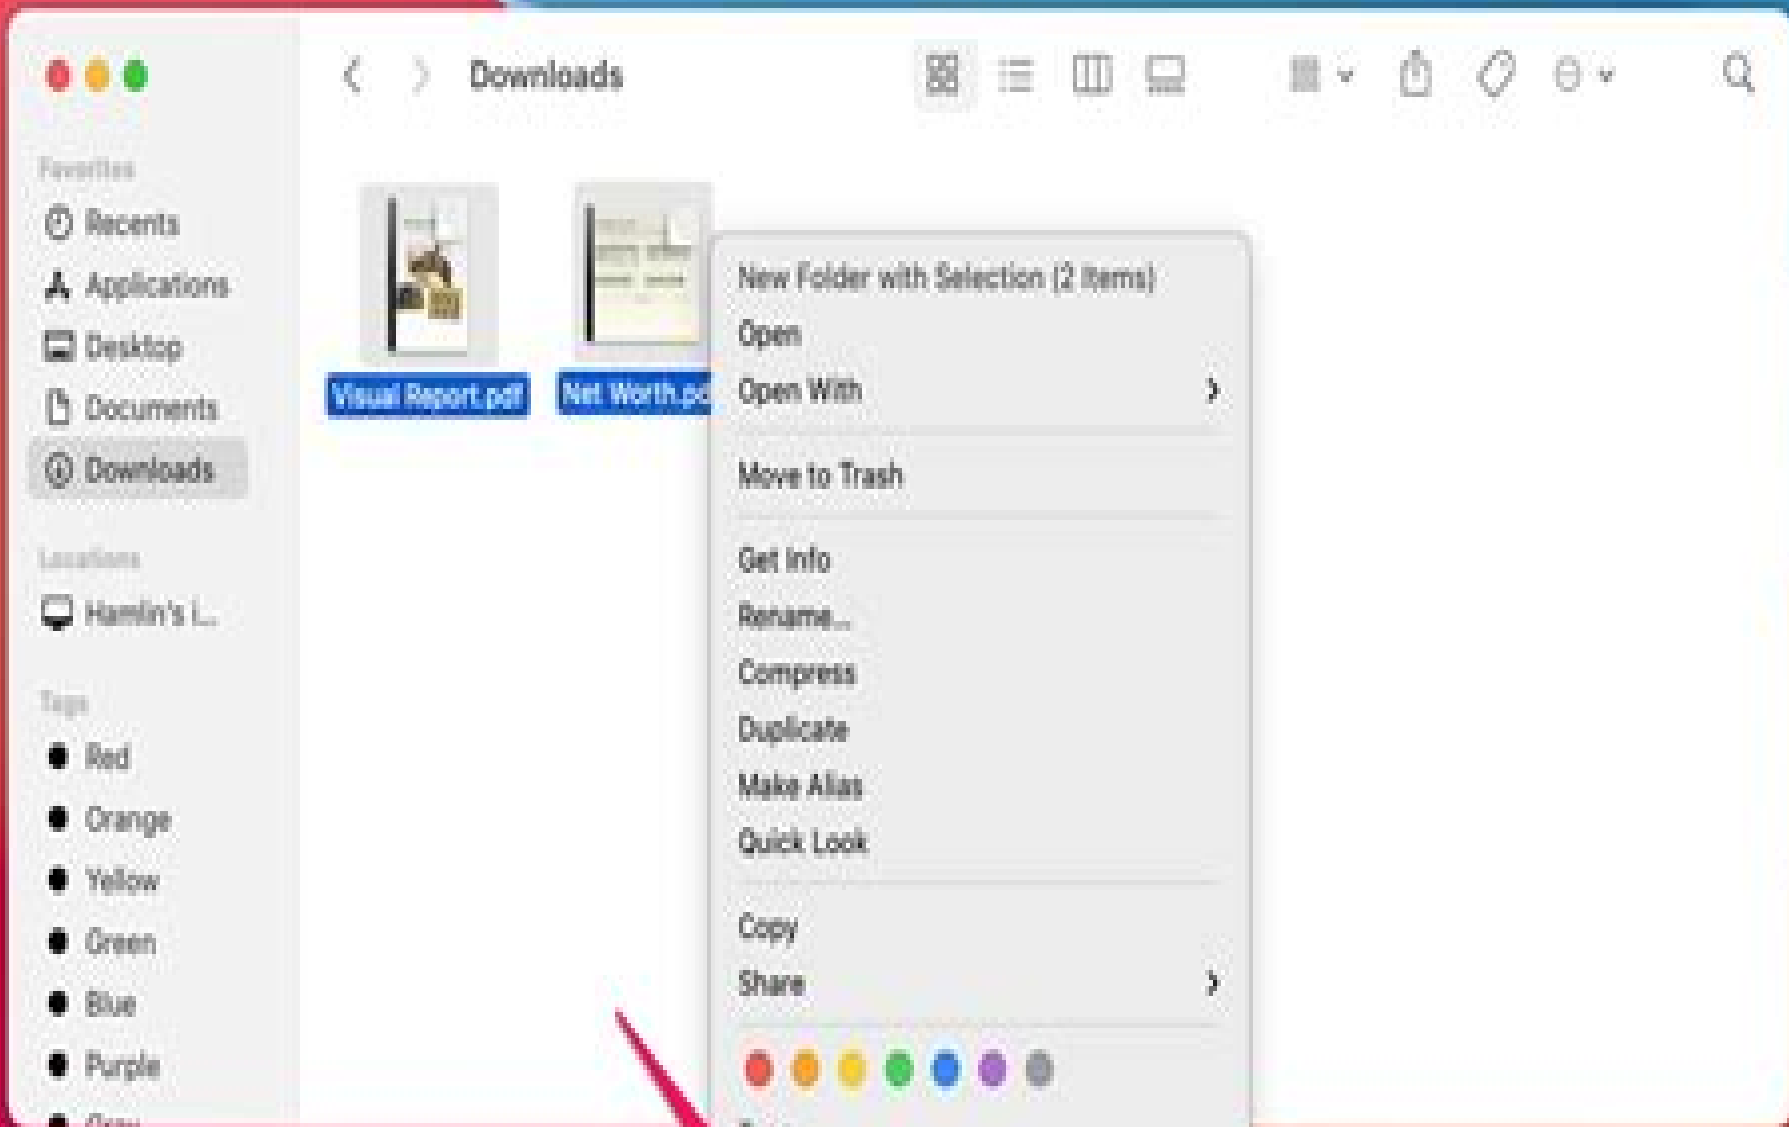 Downloads
Favorites
Recents
Applications
Desktop
Documents
Downloads
Locations
Hamlin's i...
Tags
Red
Orange
Yellow
Green
Blue
Purple
Visual Report.pdf
Net Worth.pd
New Folder with Selection (2 Items)
Open
Open With
Move to Trash
Get Info
Rename...
Compress
Duplicate
Make Alias
Quick Look
Copy
Share